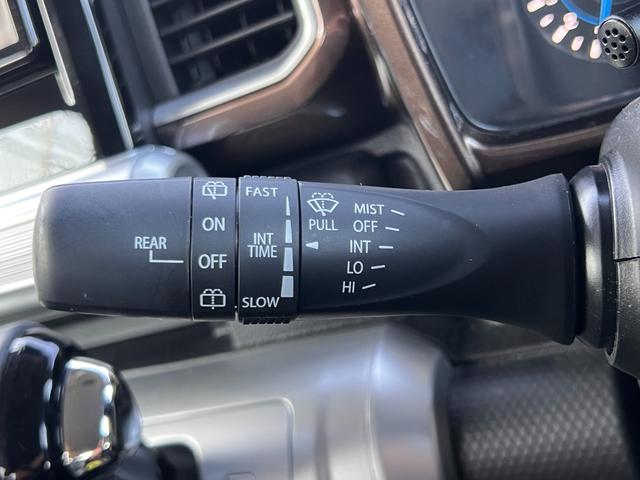 REAR
ON
OFF
FAST
INT
TIME
SLOW
PULL
MIST
OFF
INT
LO
HI